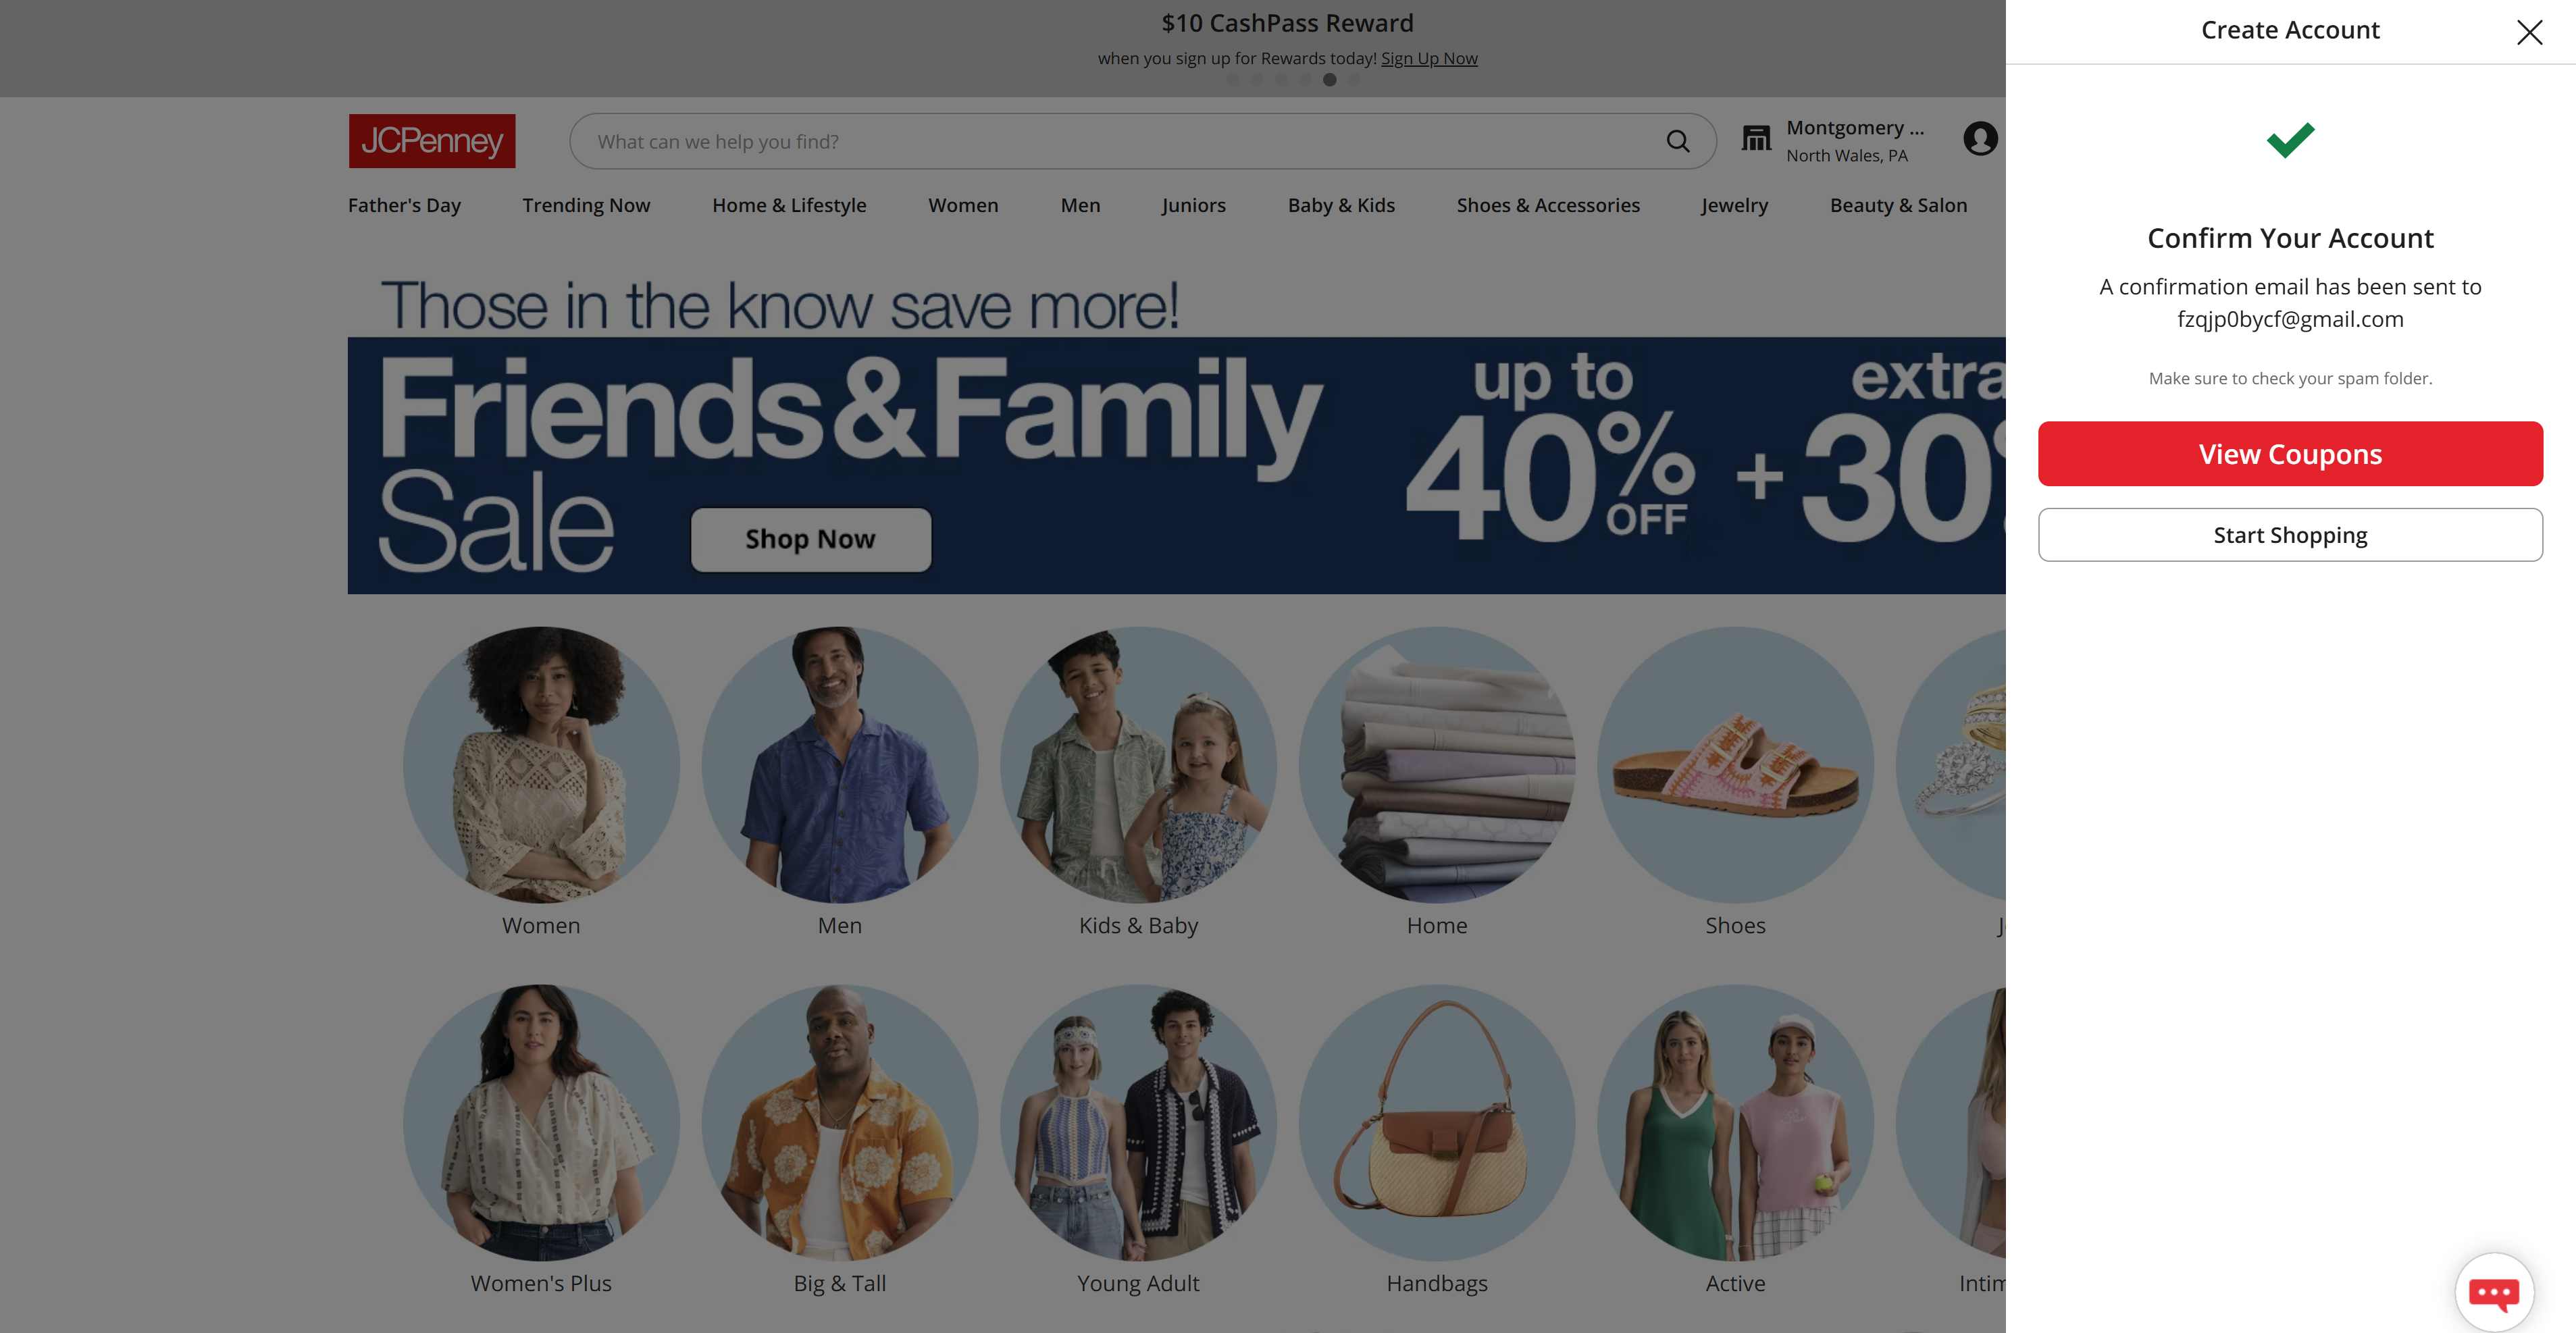 $10 CashPass Reward
when you sign up for Rewards today! Sign Up Now
JCPenney
What can we help you find?
Montgomery ...
North Wales, PA
Father's Day
Trending Now
Home & Lifestyle
Women
Men
Juniors
Baby & Kids
Shoes & Accessories
Jewelry
Beauty & Salon
Those in the know save more!
Friends & Family
Sale
Shop Now
up to
40% OFF
+
extra
30
Women
Men
Kids & Baby
Home
Shoes
Women's Plus
Big & Tall
Young Adult
Handbags
Active
Create Account
Confirm Your Account
A confirmation email has been sent to
fzqjp0bycf@gmail.com
Make sure to check your spam folder.
View Coupons
Start Shopping